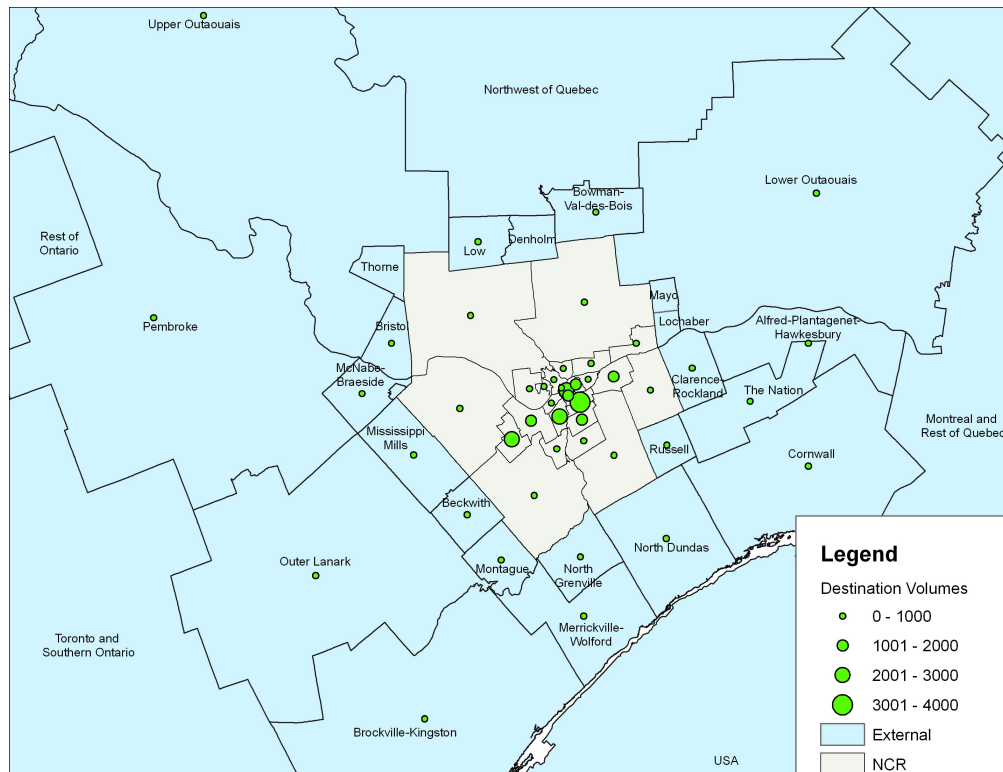 Upper Outaouais
Northwest of Quebec
Lower Outaouais
Bowman-
Val-des-Bois
Rest of
Ontario
Denholm
Low
Thorne
Mayo
Lochaber
Alfred-Plantagenet-
Hawkesbury
Pembroke
Bristol
McNabe-
Braeside
Clarence-
Rockland
The Nation
Montreal and
Rest of Quebec
Mississippi
Mills
Russell
Cornwall
Beckwith
North Dundas
Outer Lanark
Montague
North
Grenville
Merrickville-
Wolford
Toronto and
Southern Ontario
Brockville-Kingston
USA
Legend
Destination Volumes
0 - 1000
1001 - 2000
2001 - 3000
3001 - 4000
External
NCR